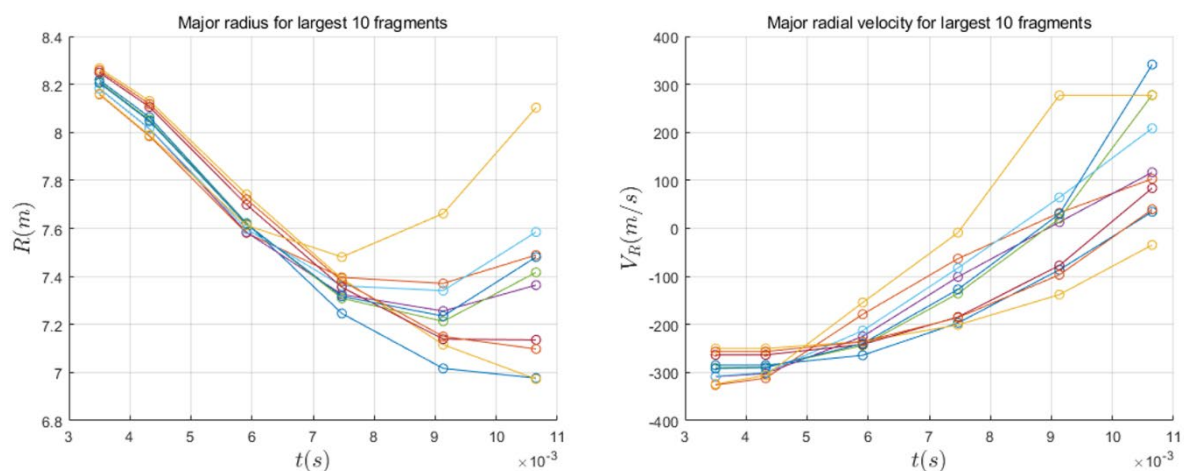 Major radius for largest 10 fragments
8.4
8.2
8
7.8
7.6
7.4
7.2
7
6.8
R(m)
3 4 5 6 7 8 9 10 11
t(s)
×10⁻³
Major radial velocity for largest 10 fragments
400
300
200
100
0
-100
-200
-300
-400
V_R(m/s)
3 4 5 6 7 8 9 10 11
t(s)
×10⁻³